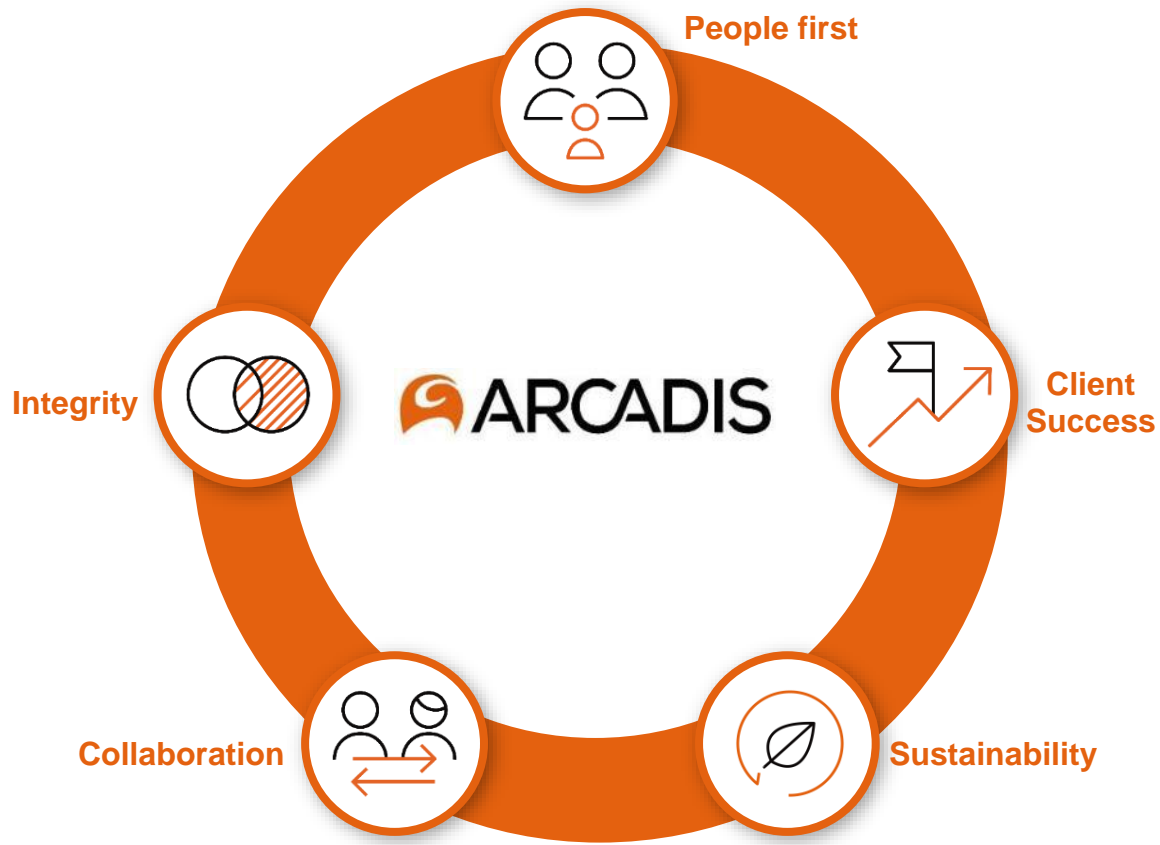 People first
Integrity
ARCADIS
Client
Success
Collaboration
Sustainability